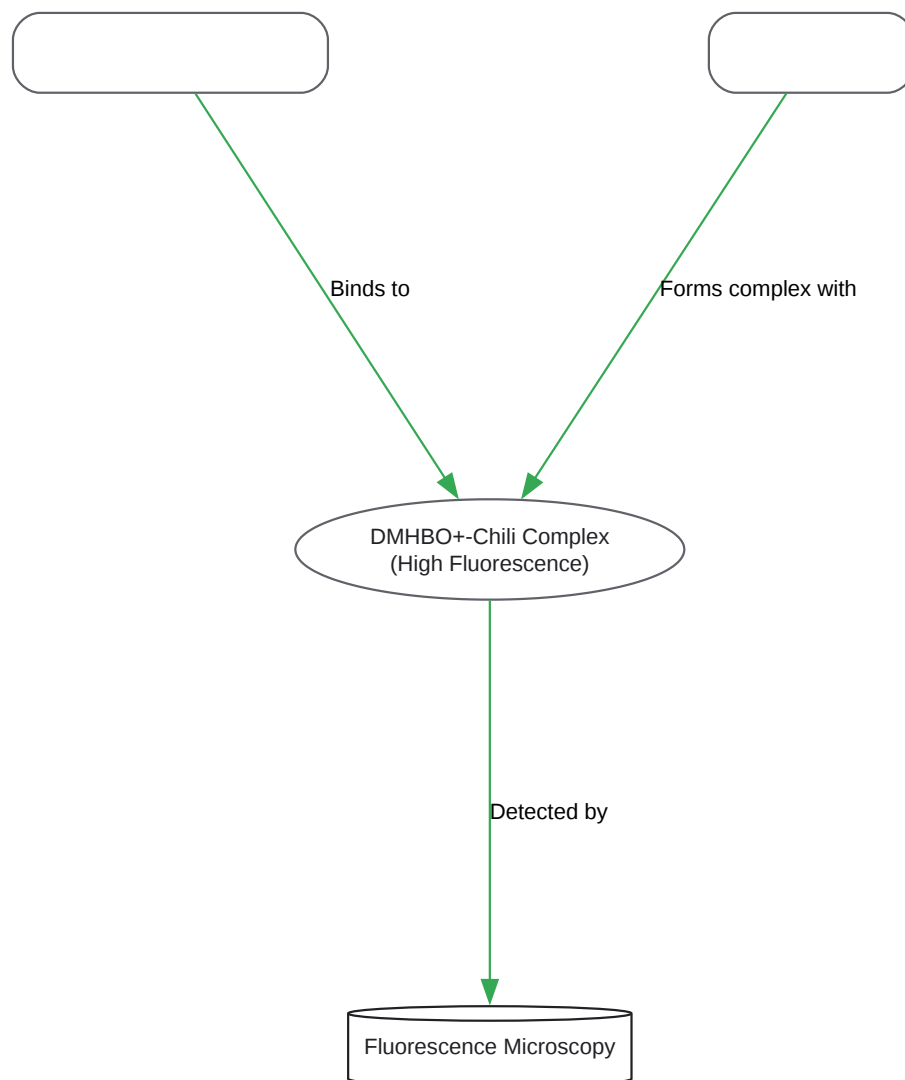 Binds to
Forms complex with
DMHBO+-Chili Complex
(High Fluorescence)
Detected by
Fluorescence Microscopy